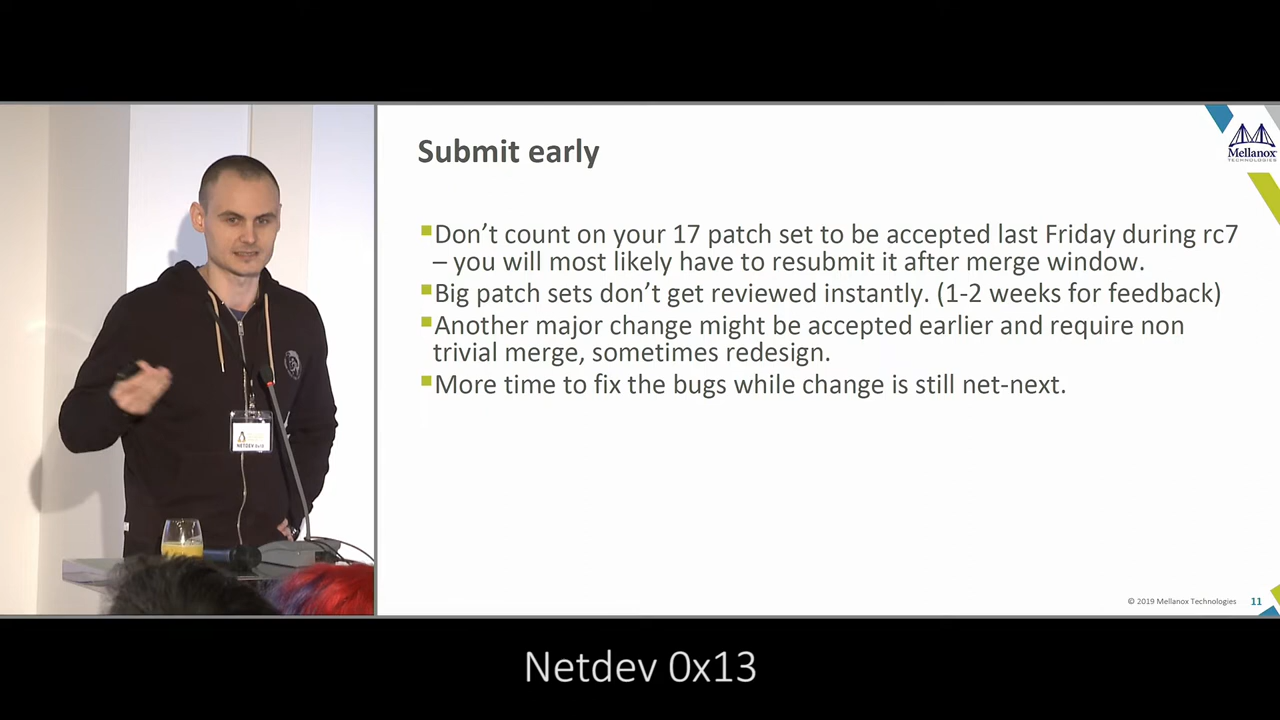 Submit early
Mellanox
TECHNOLOGIES
Don't count on your 17 patch set to be accepted last Friday during rc7
– you will most likely have to resubmit it after merge window.
Big patch sets don't get reviewed instantly. (1-2 weeks for feedback)
Another major change might be accepted earlier and require non
trivial merge, sometimes redesign.
More time to fix the bugs while change is still net-next.
NETDEV 0x13
© 2019 Mellanox Technologies 11
Netdev 0x13